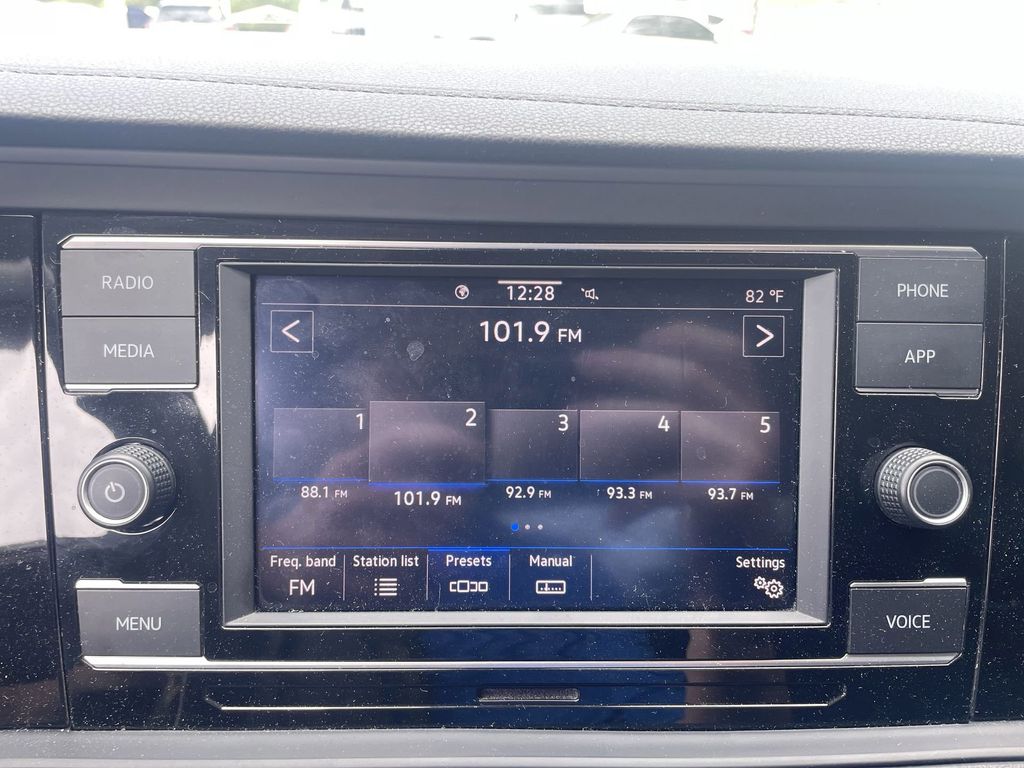 RADIO
MEDIA
MENU
12:28
82 °F
<
101.9 FM
>
1
2
3
4
5
88.1 FM
101.9 FM
92.9 FM
93.3 FM
93.7 FM
Freq. band
FM
Station list
Presets
Manual
Settings
PHONE
APP
VOICE